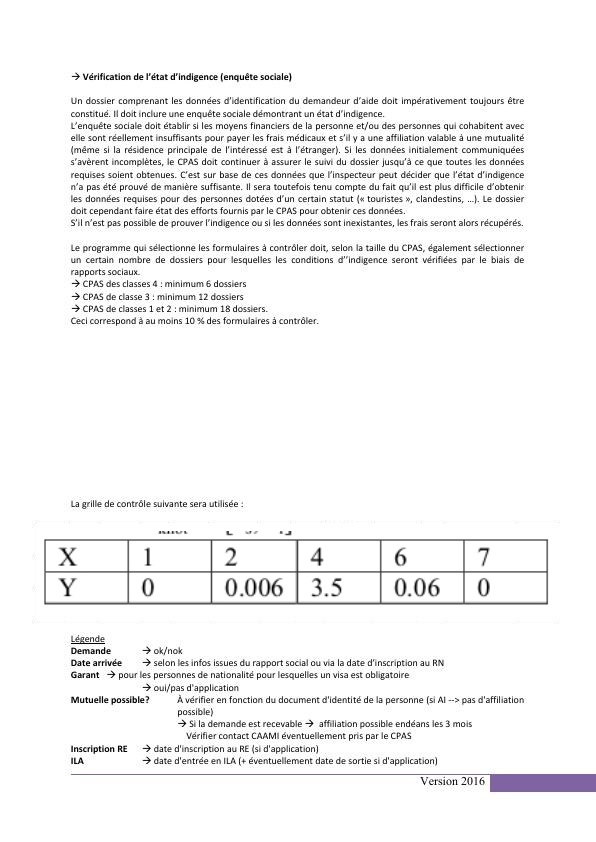 → Vérification de l'état d'indigence (enquête sociale)
Un dossier comprenant les données d'identification du demandeur d'aide doit impérativement toujours être
constitué. Il doit inclure une enquête sociale démontrant un état d'indigence.
L'enquête sociale doit établir si les moyens financiers de la personne et/ou des personnes qui cohabitent avec
elle sont réellement insuffisants pour payer les frais médicaux et s'il y a une affiliation valable à une mutualité
(même si la résidence principale de l'intéressé est à l'étranger). Si les données initialement communiquées
s'avèrent incomplètes, le CPAS doit continuer à assurer le suivi du dossier jusqu'à ce que toutes les données
requises soient obtenues. C'est sur base de ces données que l'inspecteur peut décider que l'état d'indigence
n'a pas été prouvé de manière suffisante. Il sera toutefois tenu compte du fait qu'il est plus difficile d'obtenir
les données requises pour des personnes dotées d'un certain statut (« touristes », clandestins, …). Le dossier
doit cependant faire état des efforts fournis par le CPAS pour obtenir ces données.
S'il n'est pas possible de prouver l'indigence ou si les données sont inexistantes, les frais seront alors récupérés.
Le programme qui sélectionne les formulaires à contrôler doit, selon la taille du CPAS, également sélectionner
un certain nombre de dossiers pour lesquelles les conditions d''indigence seront vérifiées par le biais de
rapports sociaux.
→ CPAS des classes 4 : minimum 6 dossiers
→ CPAS de classe 3 : minimum 12 dossiers
→ CPAS de classes 1 et 2 : minimum 18 dossiers.
Ceci correspond à au moins 10 % des formulaires à contrôler.
La grille de contrôle suivante sera utilisée :
X 1 2 4 6 7
Y 0 0.006 3.5 0.06 0
Légende
Demande → ok/nok
Date arrivée → selon les infos issues du rapport social ou via la date d'inscription au RN
Garant → pour les personnes de nationalité pour lesquelles un visa est obligatoire
→ oui/pas d'application
Mutuelle possible? À vérifier en fonction du document d'identité de la personne (si AI --> pas d'affiliation
possible)
→ Si la demande est recevable → affiliation possible endéans les 3 mois
Vérifier contact CAAMI éventuellement pris par le CPAS
Inscription RE → date d'inscription au RE (si d'application)
ILA → date d'entrée en ILA (+ éventuellement date de sortie si d'application)
Version 2016